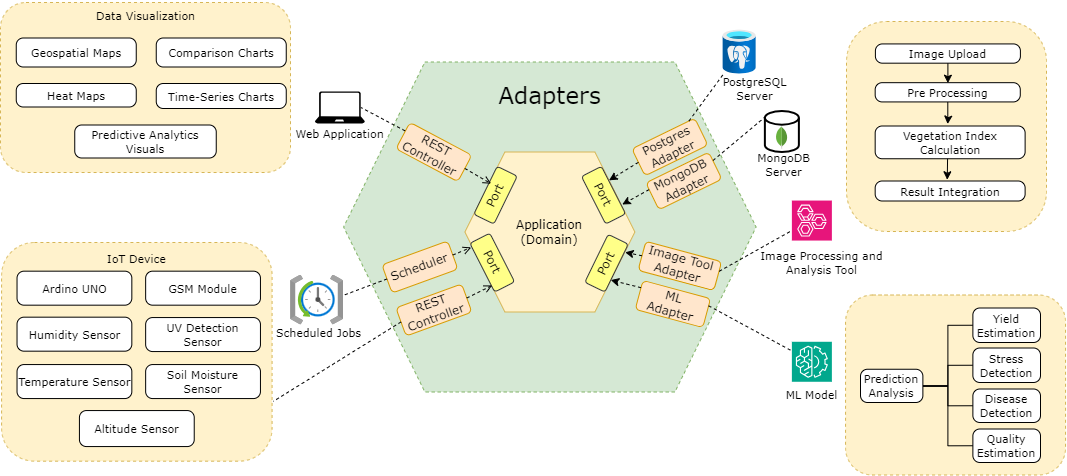 Data Visualization
Geospatial Maps
Comparison Charts
Heat Maps
Time-Series Charts
Predictive Analytics
Visuals
Web Application
Adapters
REST
Controller
Port
PostgreSQL
Server
Postgres
Adapter
MongoDB
Adapter
Port
MongoDB
Server
Image Upload
Pre Processing
Vegetation Index
Calculation
Result Integration
Application
(Domain)
IoT Device
Ardino UNO
GSM Module
Humidity Sensor
UV Detection
Sensor
Temperature Sensor
Soil Moisture
Sensor
Altitude Sensor
Scheduled Jobs
Scheduler
REST
Controller
Port
Port
Image Tool
Adapter
ML
Adapter
Image Processing and
Analysis Tool
ML Model
Prediction
Analysis
Yield
Estimation
Stress
Detection
Disease
Detection
Quality
Estimation